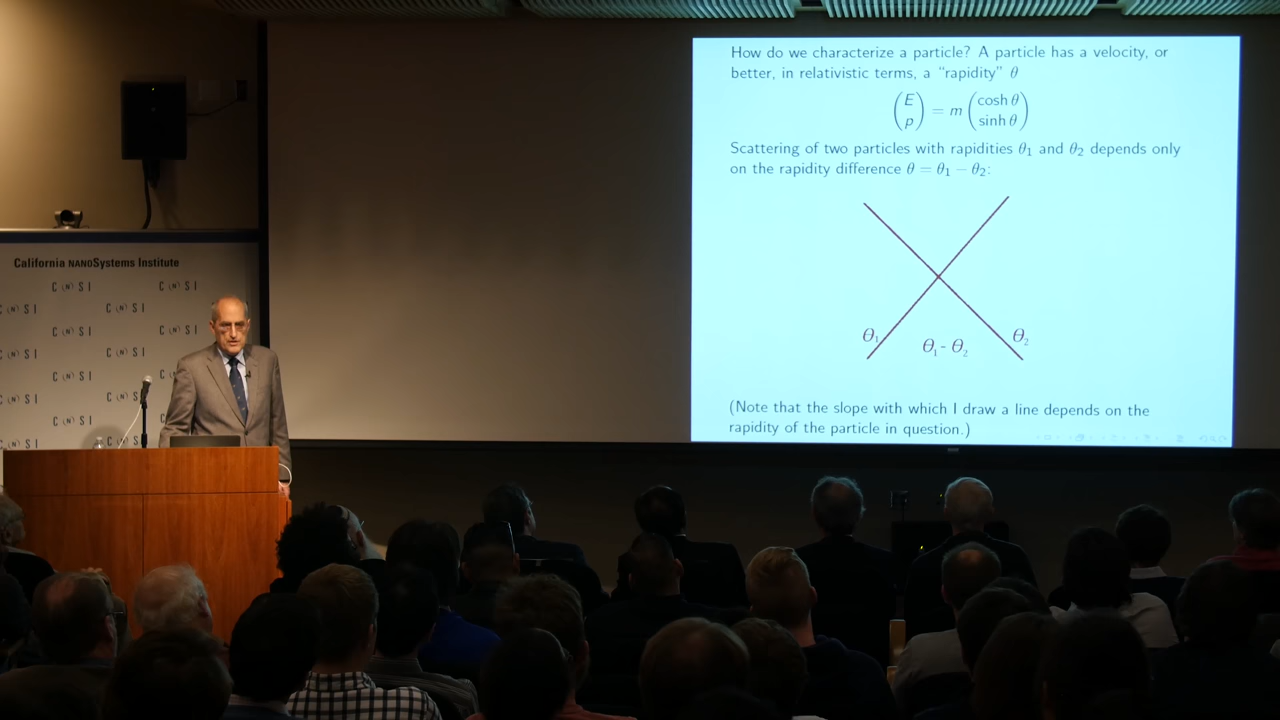 How do we characterize a particle? A particle has a velocity, or
better, in relativistic terms, a “rapidity” θ
(E p) = m (cosh θ sinh θ)
Scattering of two particles with rapidities θ₁ and θ₂ depends only
on the rapidity difference θ = θ₁ − θ₂:
θ₁ θ₁ - θ₂ θ₂
(Note that the slope with which I draw a line depends on the
rapidity of the particle in question.)
California NANOSystems Institute
C (N) S I C (N) S I
C (N) S I C (N) S I
C (N) S I C (N) S I
C (N) S I C (N) S I
C (N) S I
C (N) S I
C (N) S I
C (N) S I